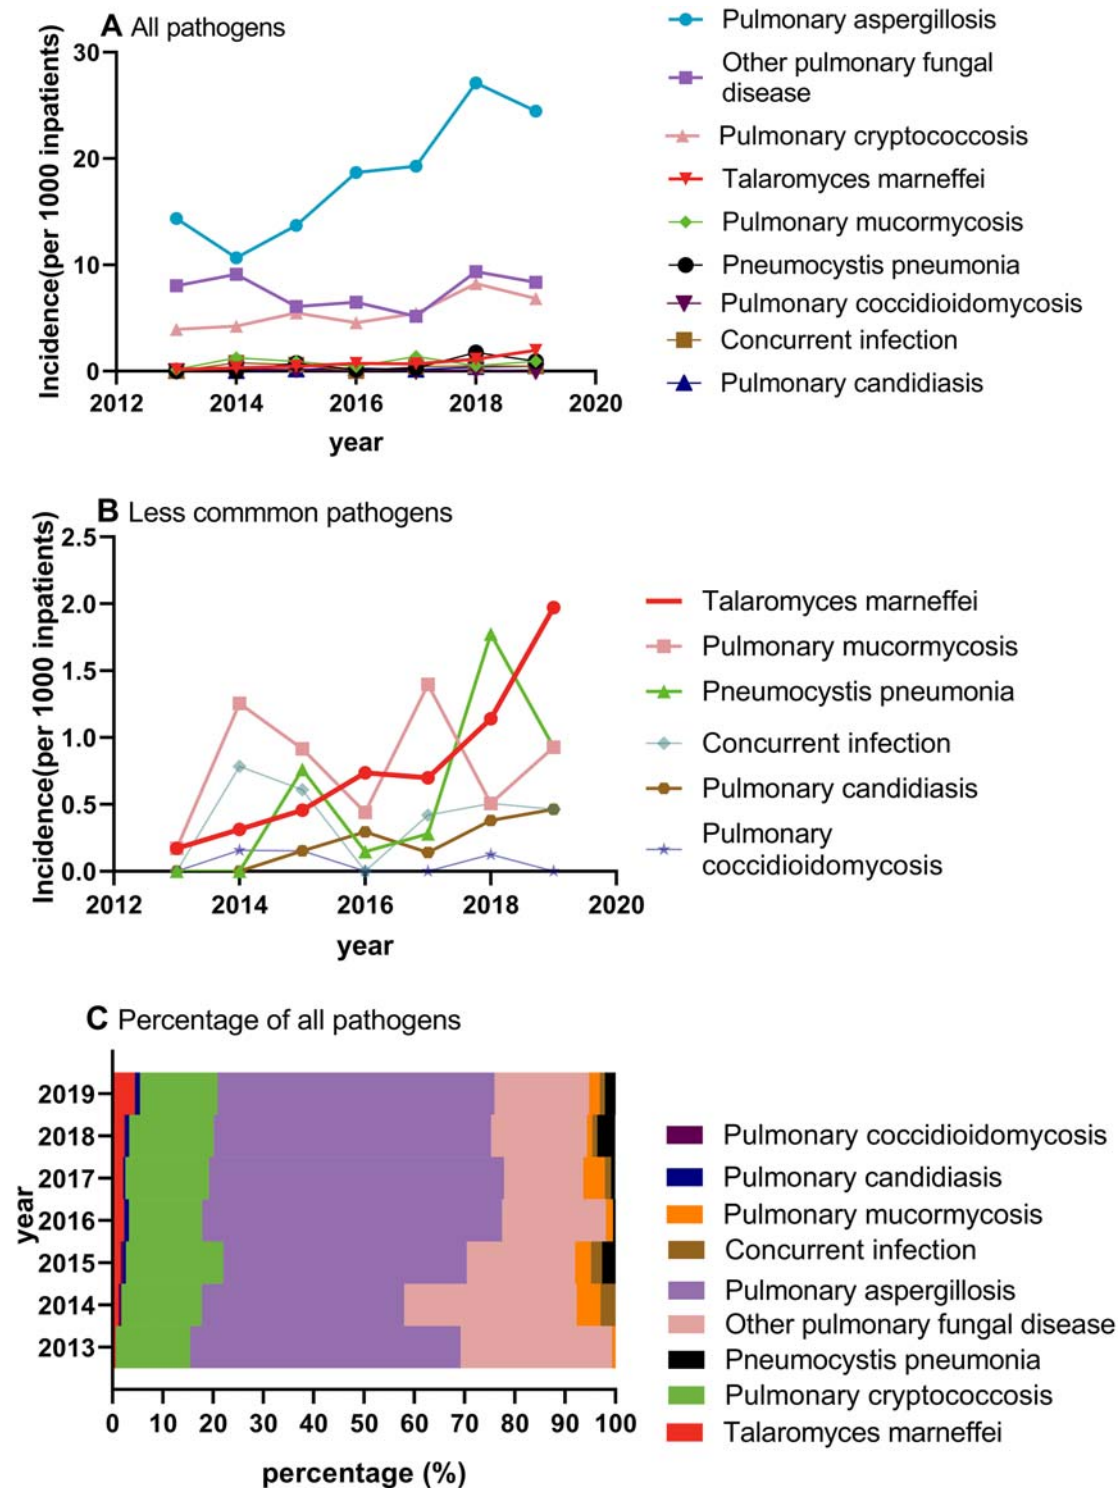 A All pathogens
Incidence(per 1000 inpatients)
30
20
10
0
2012
2014
2016
2018
2020
year
Pulmonary aspergillosis
Other pulmonary fungal
disease
Pulmonary cryptococcosis
Talaromyces marneffei
Pulmonary mucormycosis
Pneumocystis pneumonia
Pulmonary coccidioidomycosis
Concurrent infection
Pulmonary candidiasis
B Less commmon pathogens
Incidence(per 1000 inpatients)
2.5
2.0
1.5
1.0
0.5
0.0
2012
2014
2016
2018
2020
year
Talaromyces marneffei
Pulmonary mucormycosis
Pneumocystis pneumonia
Concurrent infection
Pulmonary candidiasis
Pulmonary
coccidioidomycosis
C Percentage of all pathogens
year
2019
2018
2017
2016
2015
2014
2013
0
10
20
30
40
50
60
70
80
90
100
percentage (%)
Pulmonary coccidioidomycosis
Pulmonary candidiasis
Pulmonary mucormycosis
Concurrent infection
Pulmonary aspergillosis
Other pulmonary fungal disease
Pneumocystis pneumonia
Pulmonary cryptococcosis
Talaromyces marneffei